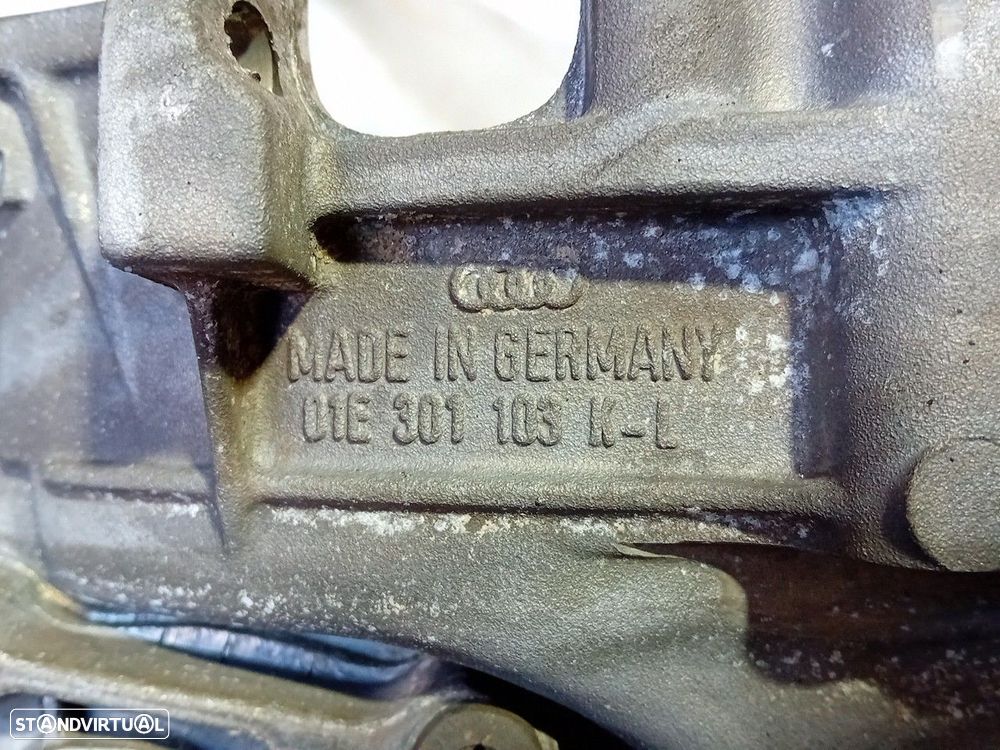 MADE IN GERMANY
01E 301 103 K-L
STANDVIRTUAL